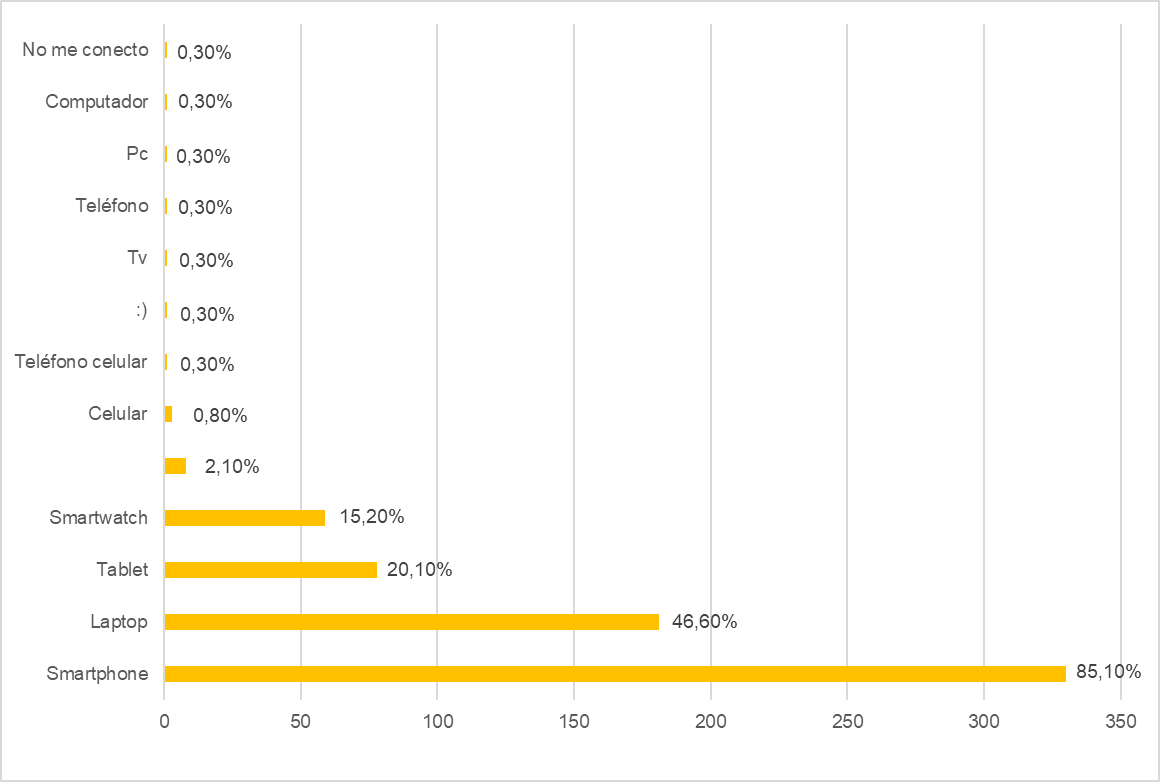 No me conecto 0,30%
Computador 0,30%
Pc 0,30%
Teléfono 0,30%
Tv 0,30%
:) 0,30%
Teléfono celular 0,30%
Celular 0,80%
2,10%
Smartwatch 15,20%
Tablet 20,10%
Laptop 46,60%
Smartphone 85,10%
0 50 100 150 200 250 300 350